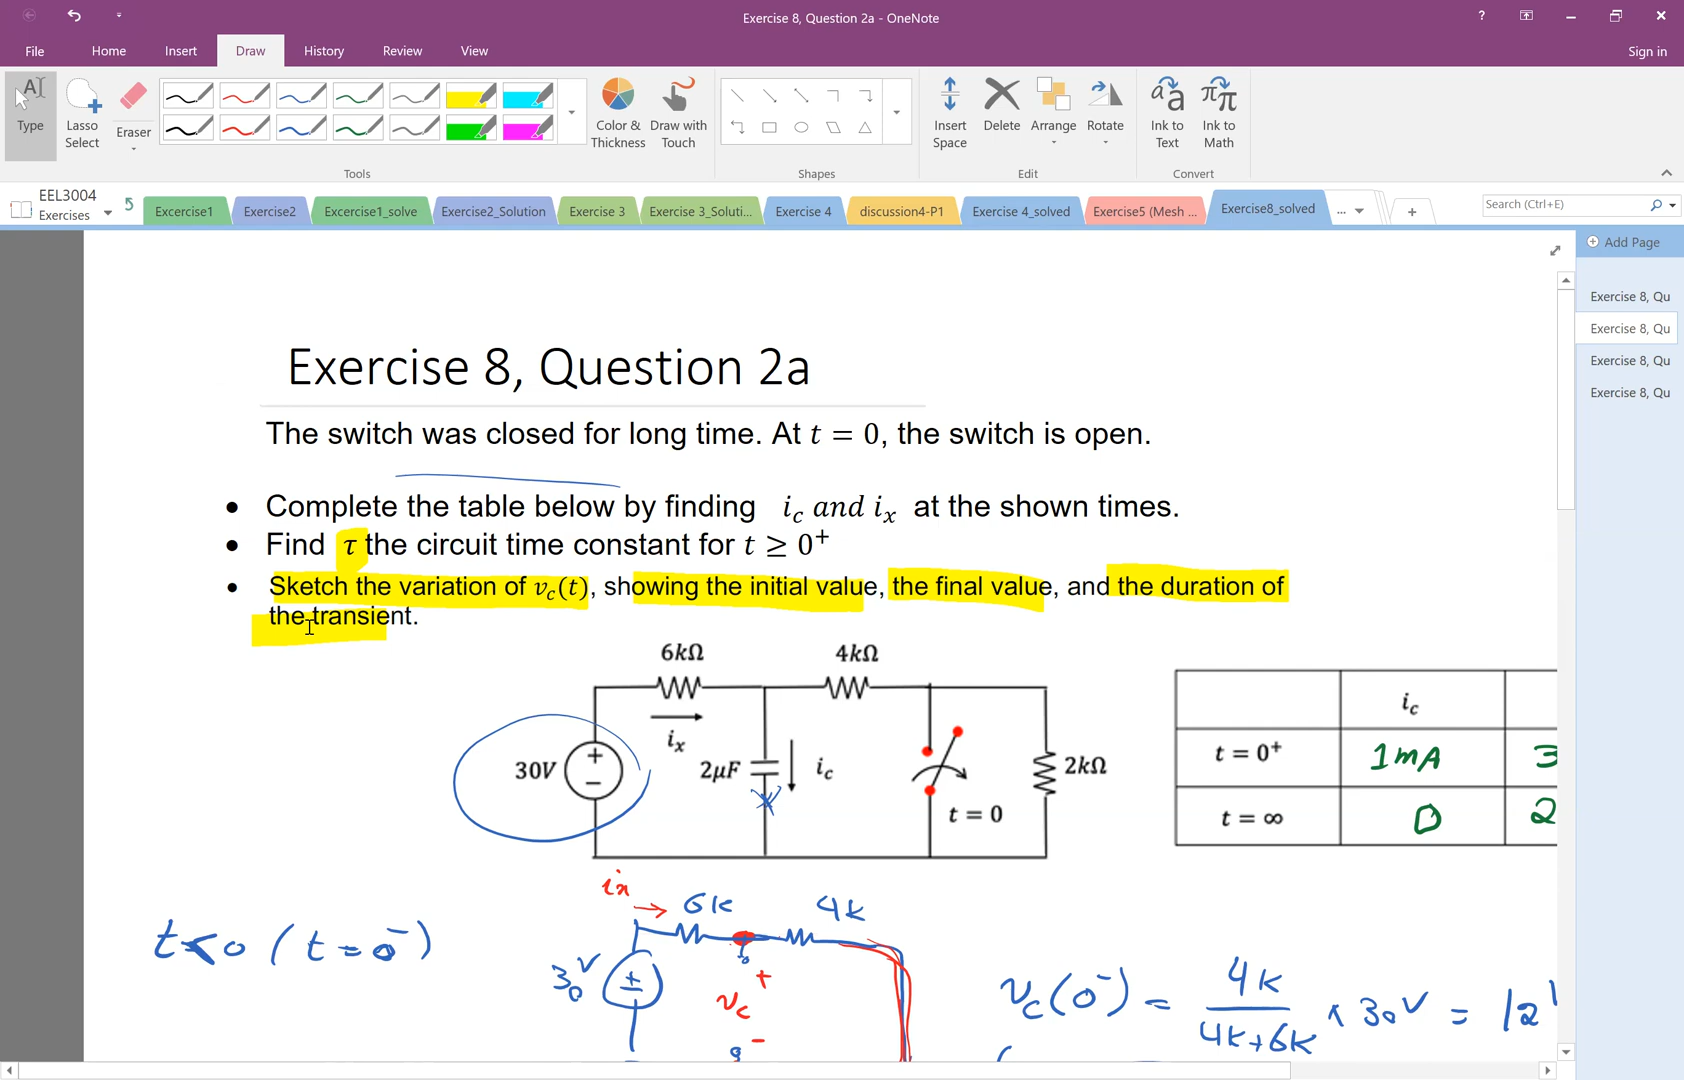 Exercise 8, Question 2a - OneNote
?
File Home Insert Draw History Review View
Sign in
Type
Lasso Select
Eraser
Color & Thickness
Draw with Touch
Insert Space
Delete
Arrange
Rotate
Ink to Text
Ink to Math
Tools Shapes Edit Convert
EEL3004
Exercises
Excercise1 Exercise2 Excercise1_solve Exercise2_Solution Exercise 3 Exercise 3_Soluti... Exercise 4 discussion4-P1 Exercise 4_solved Exercise5 (Mesh ... Exercise8_solved ... +
Search (Ctrl+E)
Add Page
Exercise 8, Qu
Exercise 8, Qu
Exercise 8, Qu
Exercise 8, Qu
Exercise 8, Question 2a
The switch was closed for long time. At t = 0, the switch is open.
• Complete the table below by finding i_c and i_x at the shown times.
• Find τ the circuit time constant for t ≥ 0⁺
• Sketch the variation of v_c(t), showing the initial value, the final value, and the duration of
the transient.
6kΩ 4kΩ
i_x
30V + − 2μF i_c 2kΩ
t = 0
i_c
t = 0⁺ 1mA 3
t = ∞ 0 2
ix
6k 4k
t<0 (t=0⁻)
30V ±
+
v_c
−
v_c(0⁻) = 4k / 4k+6k × 30V = 12